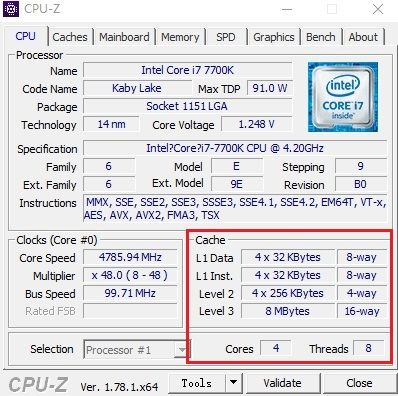 CPU-Z
CPU Caches Mainboard Memory SPD Graphics Bench About
Processor
Name Intel Core i7 7700K
Code Name Kaby Lake Max TDP 91.0 W
Package Socket 1151 LGA
Technology 14 nm Core Voltage 1.248 V
intel CORE i7 inside
Specification Intel?Core?i7-7700K CPU @ 4.20GHz
Family 6 Model E Stepping 9
Ext. Family 6 Ext. Model 9E Revision B0
Instructions MMX, SSE, SSE2, SSE3, SSSE3, SSE4.1, SSE4.2, EM64T, VT-x,
AES, AVX, AVX2, FMA3, TSX
Clocks (Core #0)
Core Speed 4785.94 MHz
Multiplier x 48.0 ( 8 - 48 )
Bus Speed 99.71 MHz
Rated FSB
Cache
L1 Data 4 x 32 KBytes 8-way
L1 Inst. 4 x 32 KBytes 8-way
Level 2 4 x 256 KBytes 4-way
Level 3 8 MBytes 16-way
Selection Processor #1 Cores 4 Threads 8
CPU-Z Ver. 1.78.1.x64 Tools Validate Close